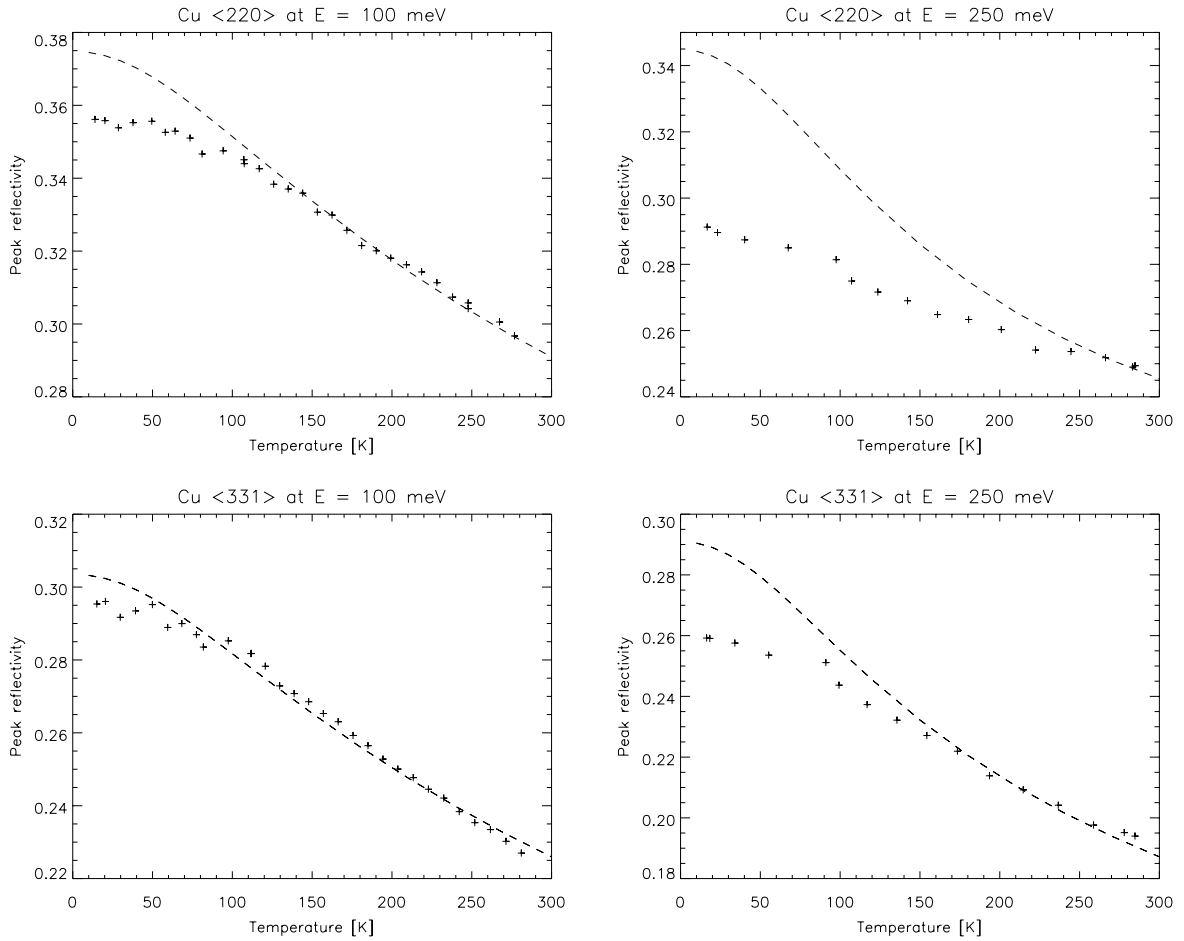 Cu <220> at E = 100 meV
0.38
0.36
0.34
0.32
0.30
0.28
Peak reflectivity
0 50 100 150 200 250 300
Temperature [K]
Cu <220> at E = 250 meV
0.34
0.32
0.30
0.28
0.26
0.24
Peak reflectivity
0 50 100 150 200 250 300
Temperature [K]
Cu <331> at E = 100 meV
0.32
0.30
0.28
0.26
0.24
0.22
Peak reflectivity
0 50 100 150 200 250 300
Temperature [K]
Cu <331> at E = 250 meV
0.30
0.28
0.26
0.24
0.22
0.20
0.18
Peak reflectivity
0 50 100 150 200 250 300
Temperature [K]